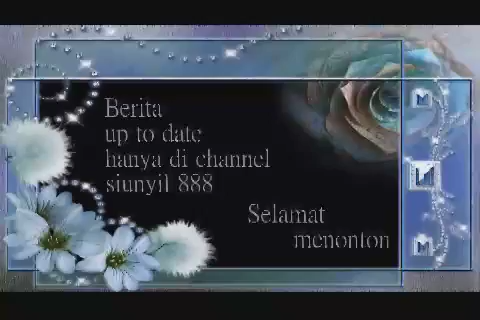 Berita
up to date
hanya di channel
siunyil 888
Selamat
menonton